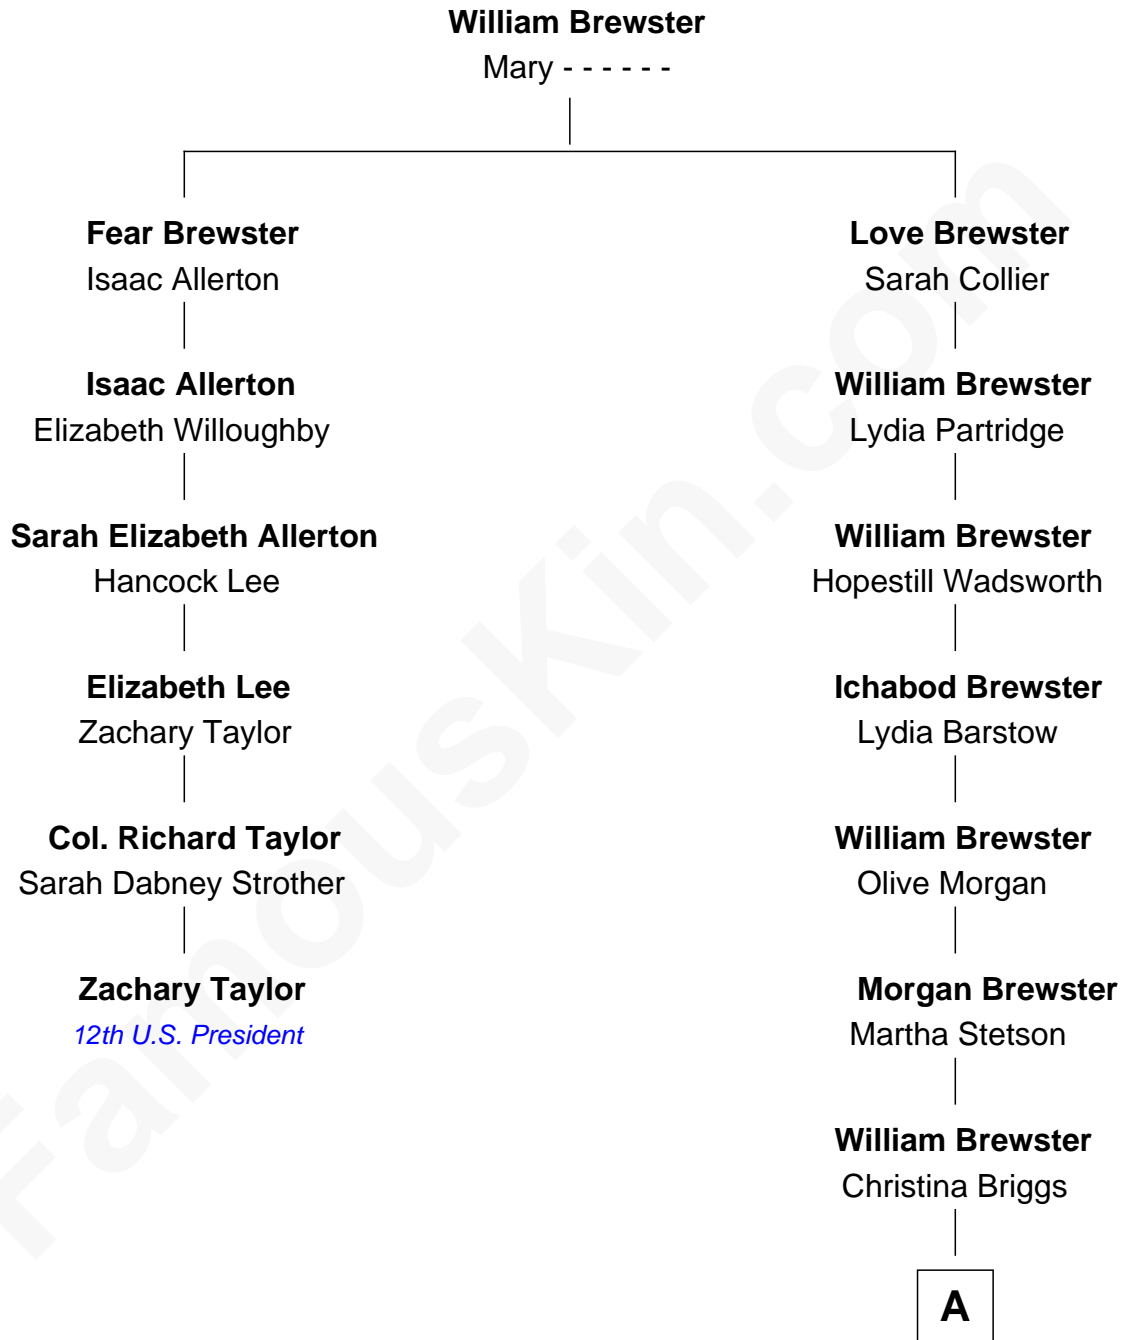 William Brewster
Mary - - - - - -
Fear Brewster
Isaac Allerton
Love Brewster
Sarah Collier
Isaac Allerton
Elizabeth Willoughby
William Brewster
Lydia Partridge
Sarah Elizabeth Allerton
Hancock Lee
William Brewster
Hopestill Wadsworth
Elizabeth Lee
Zachary Taylor
Ichabod Brewster
Lydia Barstow
Col. Richard Taylor
Sarah Dabney Strother
William Brewster
Olive Morgan
Zachary Taylor
12th U.S. President
Morgan Brewster
Martha Stetson
William Brewster
Christina Briggs
A
FamousKin.com